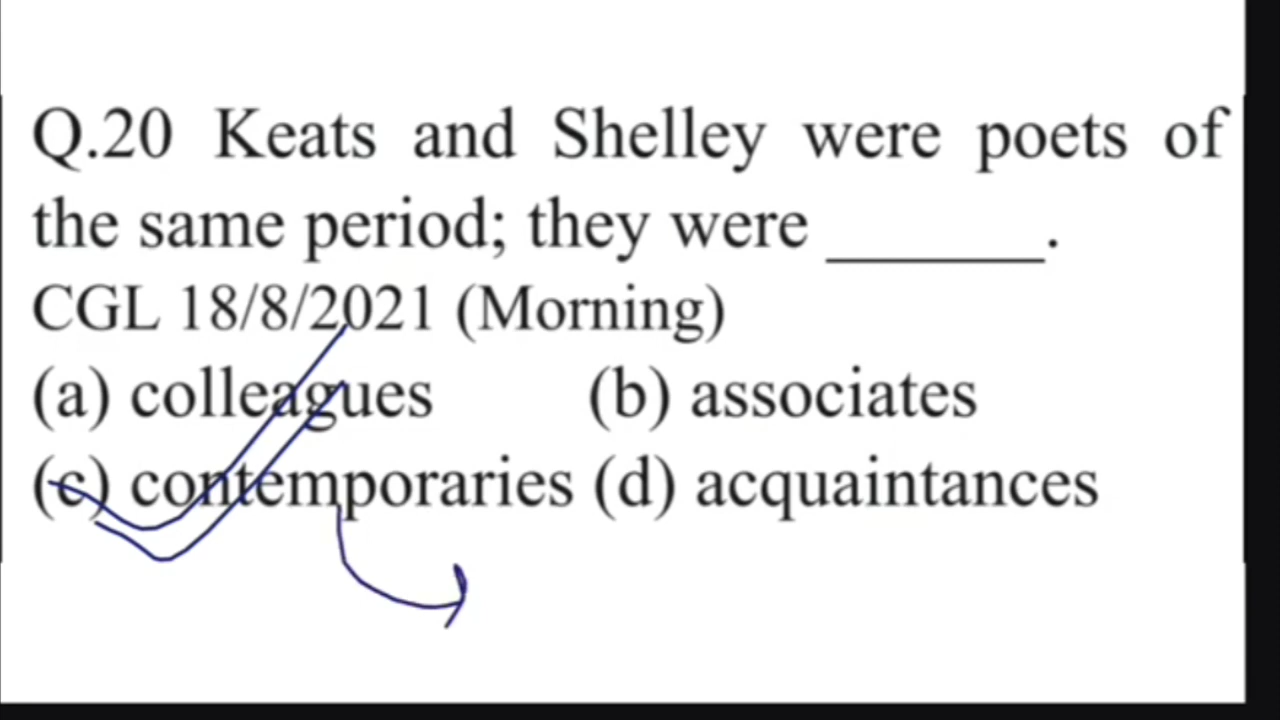 Q.20 Keats and Shelley were poets of
the same period; they were _______.
CGL 18/8/2021 (Morning)
(a) colleagues (b) associates
(c) contemporaries (d) acquaintances